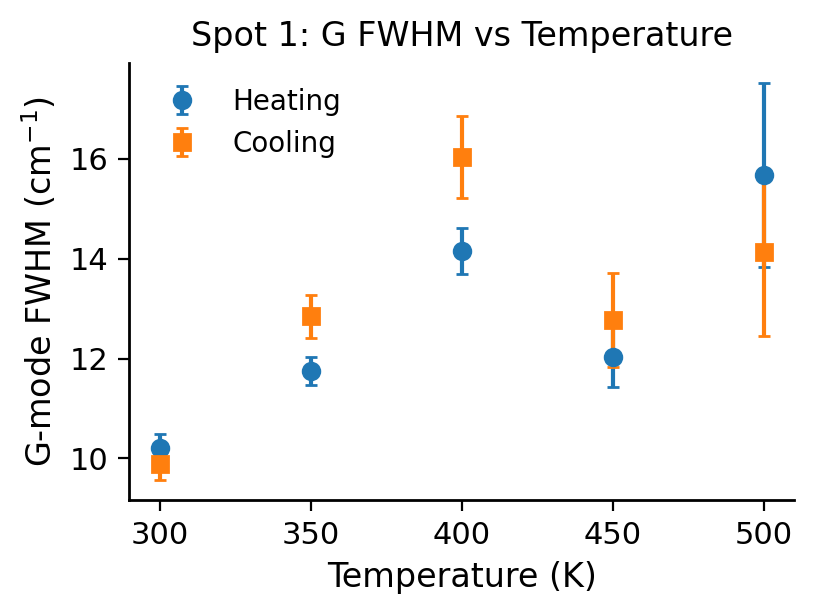 Spot 1: G FWHM vs Temperature
Heating
Cooling
G-mode FWHM (cm⁻¹)
16
14
12
10
300 350 400 450 500
Temperature (K)